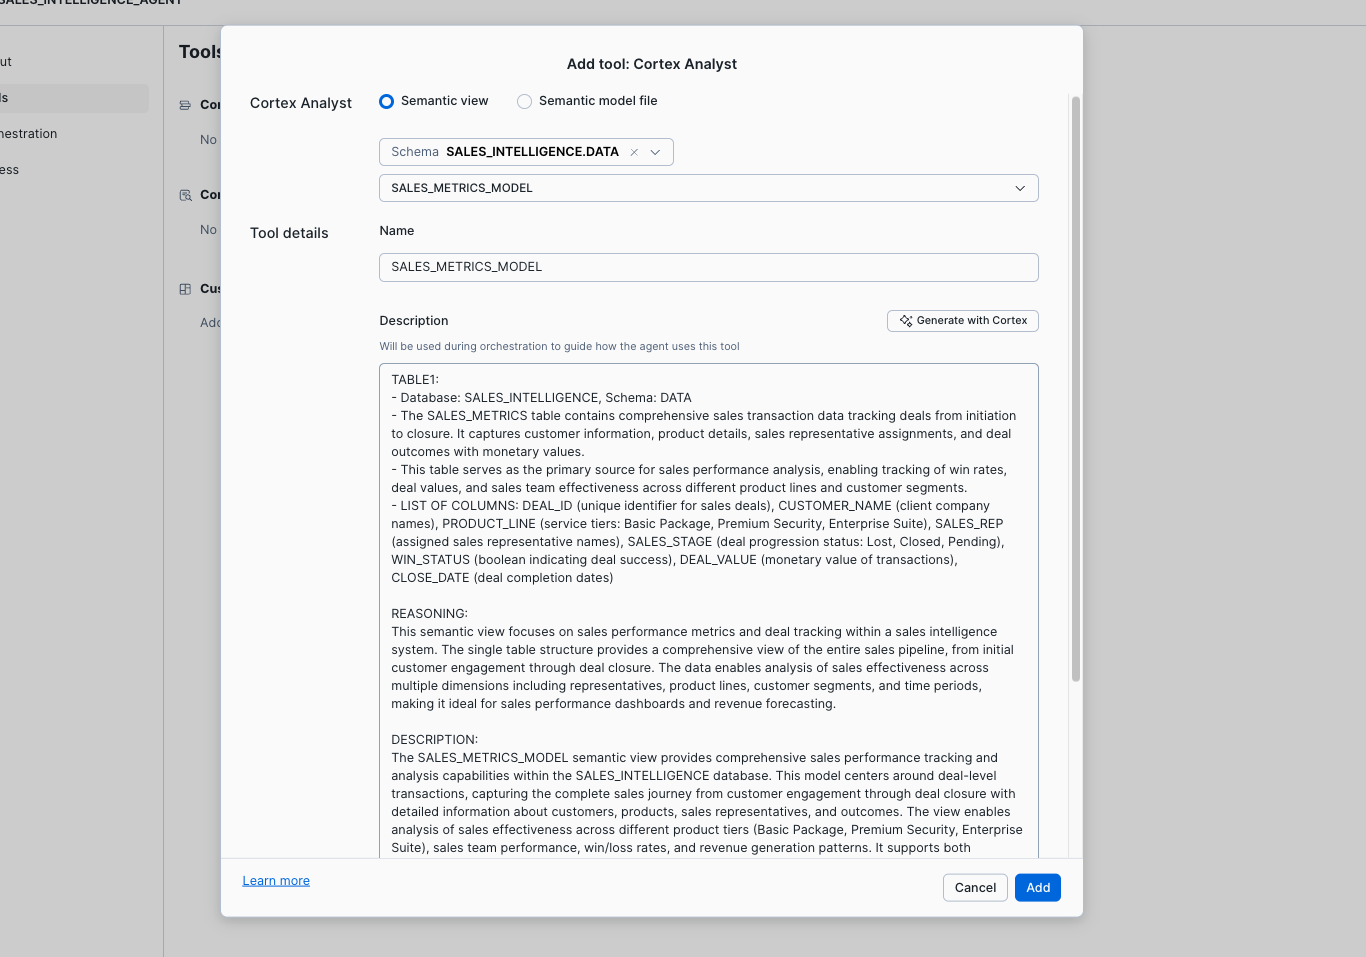 SALES_INTELLIGENCE_AGENT
Tools
Add tool: Cortex Analyst
Cortex Analyst
Semantic view
Semantic model file
Schema SALES_INTELLIGENCE.DATA
SALES_METRICS_MODEL
No
No
Tool details
Name
SALES_METRICS_MODEL
Description
Generate with Cortex
Will be used during orchestration to guide how the agent uses this tool
TABLE1:
- Database: SALES_INTELLIGENCE, Schema: DATA
- The SALES_METRICS table contains comprehensive sales transaction data tracking deals from initiation
to closure. It captures customer information, product details, sales representative assignments, and deal
outcomes with monetary values.
- This table serves as the primary source for sales performance analysis, enabling tracking of win rates,
deal values, and sales team effectiveness across different product lines and customer segments.
- LIST OF COLUMNS: DEAL_ID (unique identifier for sales deals), CUSTOMER_NAME (client company
names), PRODUCT_LINE (service tiers: Basic Package, Premium Security, Enterprise Suite), SALES_REP
(assigned sales representative names), SALES_STAGE (deal progression status: Lost, Closed, Pending),
WIN_STATUS (boolean indicating deal success), DEAL_VALUE (monetary value of transactions),
CLOSE_DATE (deal completion dates)
REASONING:
This semantic view focuses on sales performance metrics and deal tracking within a sales intelligence
system. The single table structure provides a comprehensive view of the entire sales pipeline, from initial
customer engagement through deal closure. The data enables analysis of sales effectiveness across
multiple dimensions including representatives, product lines, customer segments, and time periods,
making it ideal for sales performance dashboards and revenue forecasting.
DESCRIPTION:
The SALES_METRICS_MODEL semantic view provides comprehensive sales performance tracking and
analysis capabilities within the SALES_INTELLIGENCE database. This model centers around deal-level
transactions, capturing the complete sales journey from customer engagement through deal closure with
detailed information about customers, products, sales representatives, and outcomes. The view enables
analysis of sales effectiveness across different product tiers (Basic Package, Premium Security, Enterprise
Suite), sales team performance, win/loss rates, and revenue generation patterns. It supports both
Learn more
Cancel
Add